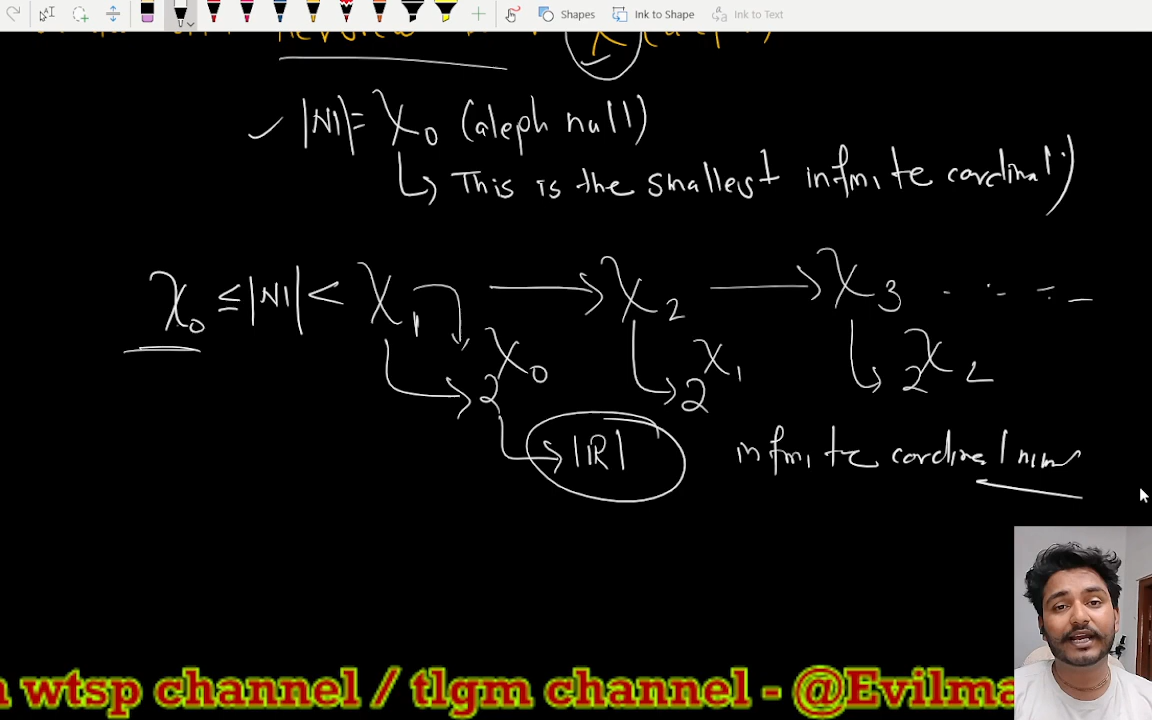 Shapes Ink to Shape Ink to Text
|N| = ℵ₀ (aleph null)
↳ This is the smallest infinite cardinal)
ℵ₀ ≤ |N| < ℵ₁ → ℵ₂ → ℵ₃ . . . . –
2^ℵ₀ 2^ℵ₁ 2^ℵ₂
|R| infinite cardinal num
wtsp channel / tlgm channel - @Evilma